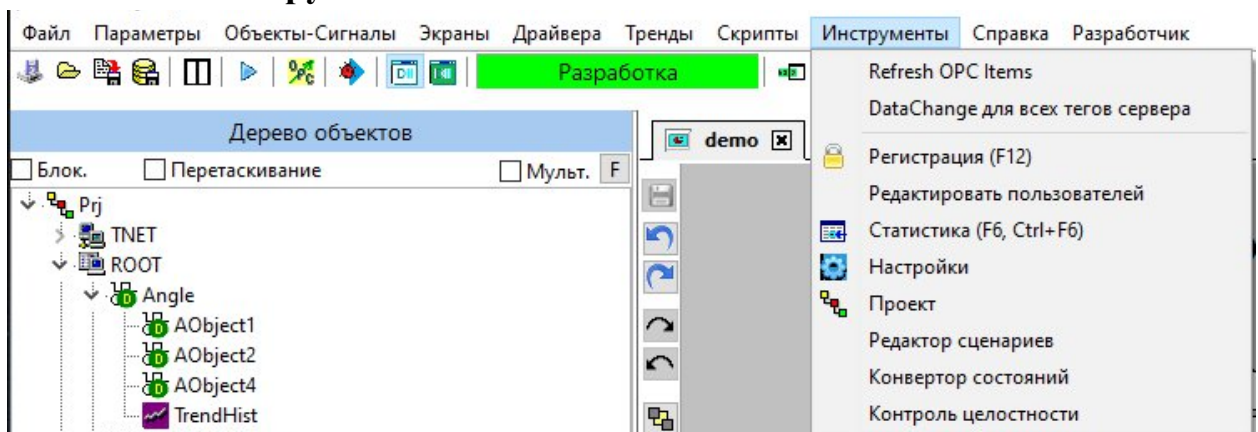 Файл Параметры Объекты-Сигналы Экраны Драйвера Тренды Скрипты Инструменты Справка Разработчик
Разработка
Refresh OPC Items
DataChange для всех тегов сервера
Регистрация (F12)
Редактировать пользователей
Статистика (F6, Ctrl+F6)
Настройки
Проект
Редактор сценариев
Конвертор состояний
Контроль целостности
Дерево объектов
Блок. Перетаскивание Мульт. F
Prj
TNET
ROOT
Angle
AObject1
AObject2
AObject4
TrendHist
demo